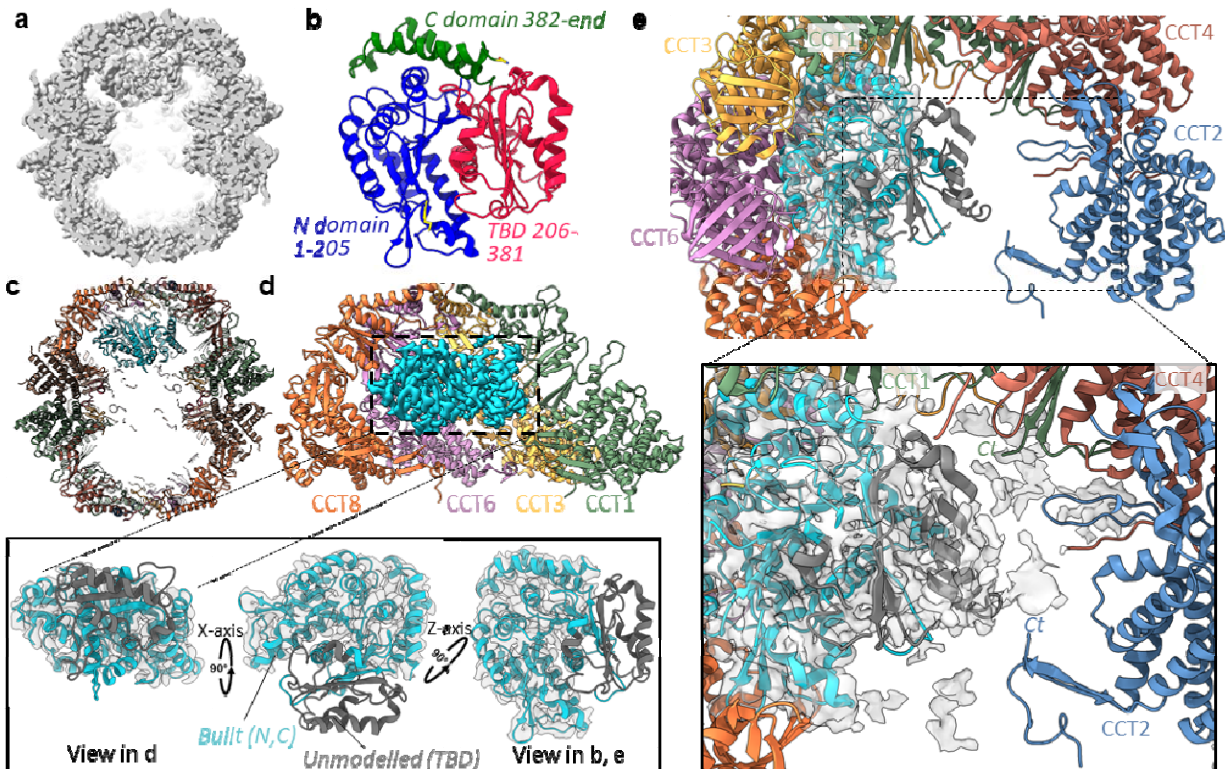 a
b
C domain 382-end
N domain
1-205
TBD 206-
381
c
d
CCT8
CCT6
CCT3
CCT1
e
CCT3
CCT1
CCT4
CCT2
CCT6
CCT1
CCT4
Ct
Ct
CCT2
X-axis
90°
Z-axis
90°
Built (N,C)
Unmodelled (TBD)
View in d
View in b, e